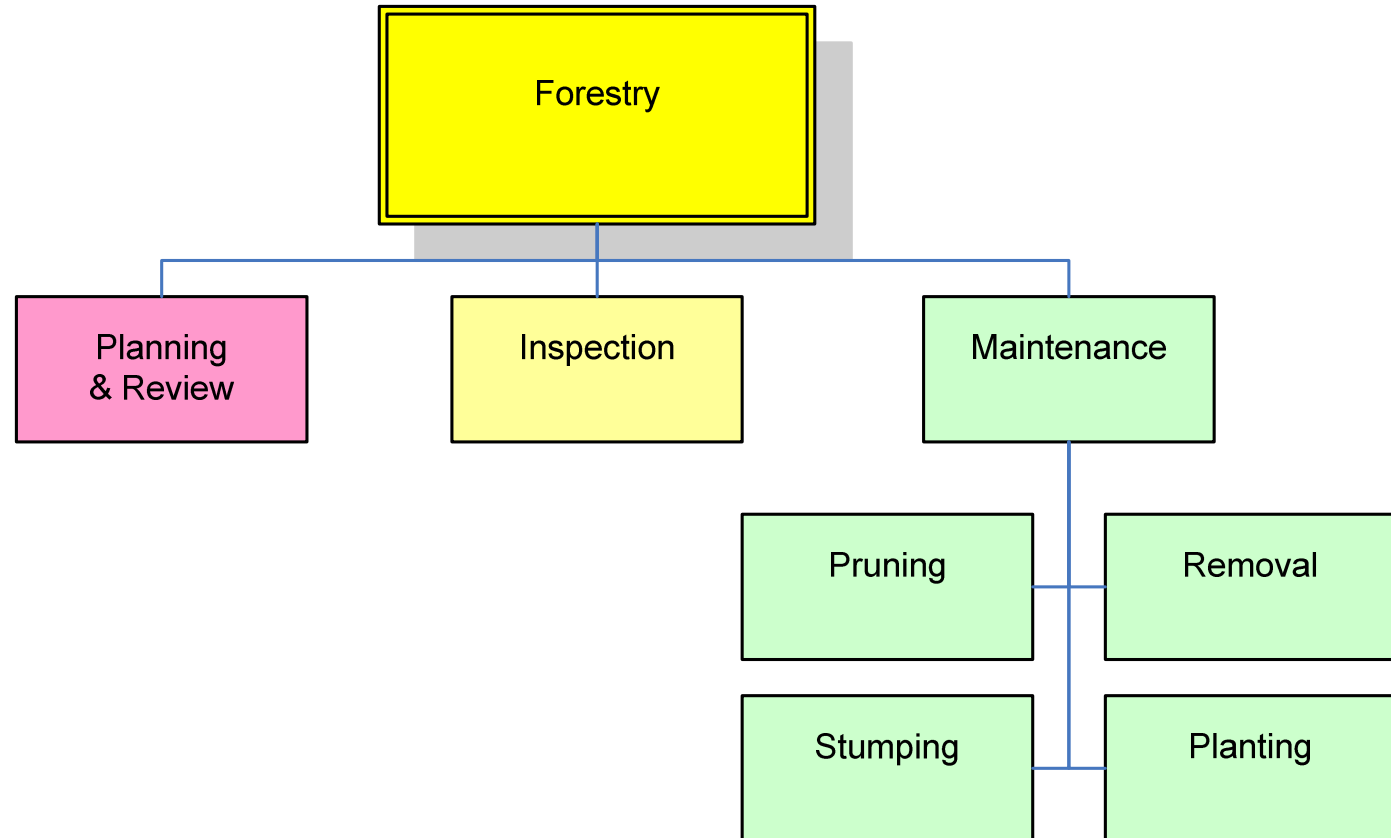 Forestry
Planning
& Review
Inspection
Maintenance
Pruning
Removal
Stumping
Planting